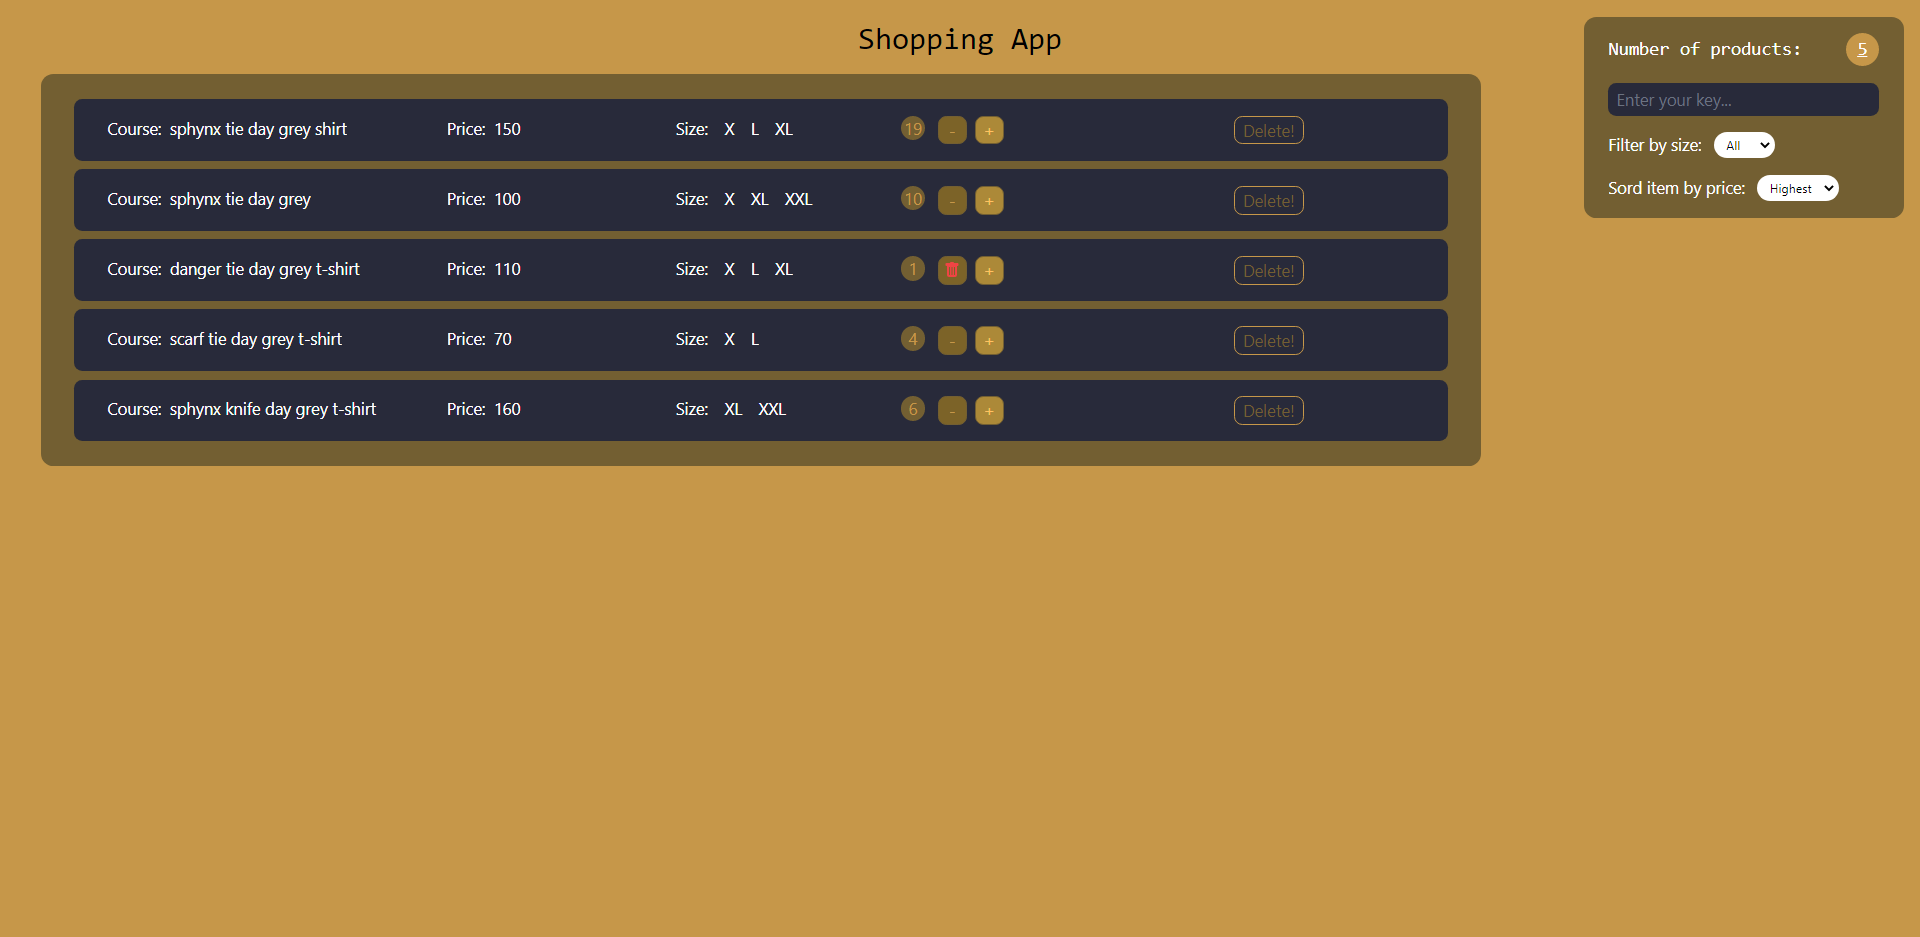 Shopping App
Number of products: 5
Enter your key...
Filter by size: All
Sord item by price: Highest
Course: sphynx tie day grey shirt Price: 150 Size: X L XL 19 - + Delete!
Course: sphynx tie day grey Price: 100 Size: X XL XXL 10 - + Delete!
Course: danger tie day grey t-shirt Price: 110 Size: X L XL 1 + Delete!
Course: scarf tie day grey t-shirt Price: 70 Size: X L 4 - + Delete!
Course: sphynx knife day grey t-shirt Price: 160 Size: XL XXL 6 - + Delete!